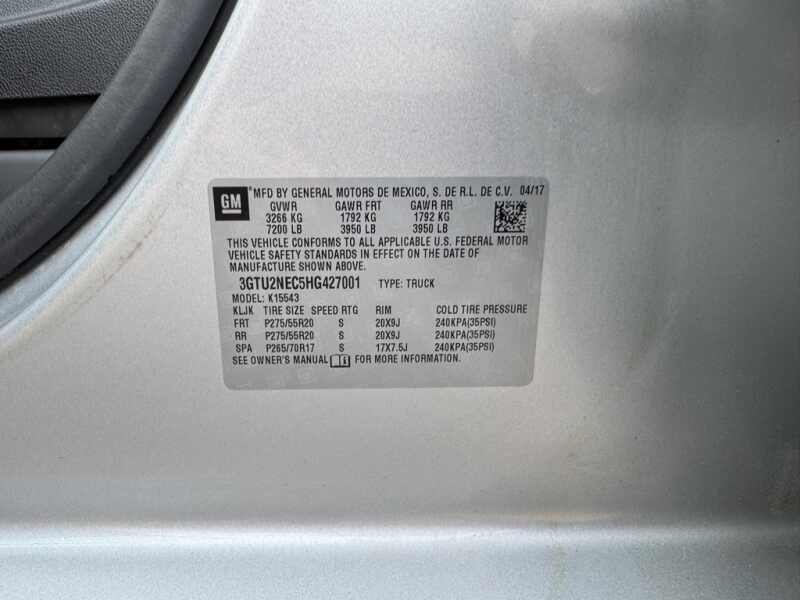 GM ® MFD BY GENERAL MOTORS DE MEXICO, S. DE R.L. DE C.V. 04/17
GVWR GAWR FRT GAWR RR
3266 KG 1792 KG 1792 KG
7200 LB 3950 LB 3950 LB
THIS VEHICLE CONFORMS TO ALL APPLICABLE U.S. FEDERAL MOTOR
VEHICLE SAFETY STANDARDS IN EFFECT ON THE DATE OF
MANUFACTURE SHOWN ABOVE.
3GTU2NEC5HG427001 TYPE: TRUCK
MODEL: K15543
KLJK TIRE SIZE SPEED RTG RIM COLD TIRE PRESSURE
FRT P275/55R20 S 20X9J 240KPA(35PSI)
RR P275/55R20 S 20X9J 240KPA(35PSI)
SPA P265/70R17 S 17X7.5J 240KPA(35PSI)
SEE OWNER'S MANUAL FOR MORE INFORMATION.